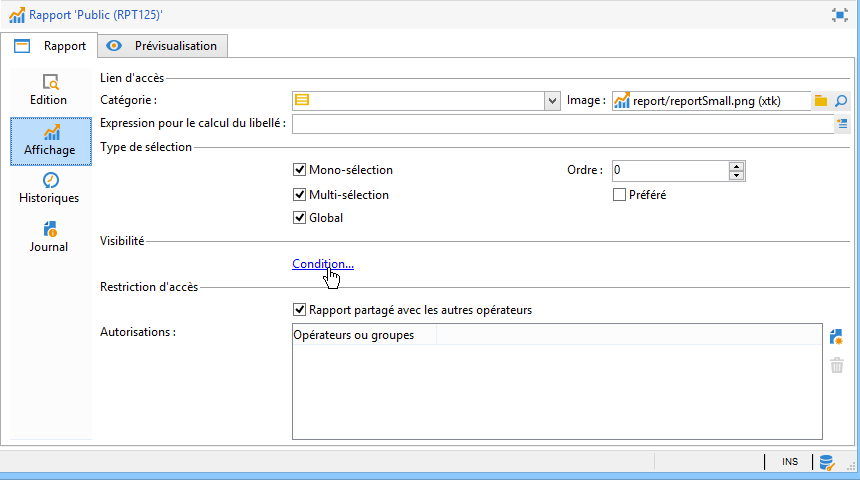 Rapport 'Public (RPT125)'
Rapport
Prévisualisation
Edition
Affichage
Historiques
Journal
Lien d'accès
Catégorie :
Image :
report/reportSmall.png (xtk)
Expression pour le calcul du libellé :
Type de sélection
Mono-sélection
Ordre :
0
Multi-sélection
Préféré
Global
Visibilité
Condition...
Restriction d'accès
Rapport partagé avec les autres opérateurs
Autorisations :
Opérateurs ou groupes
INS